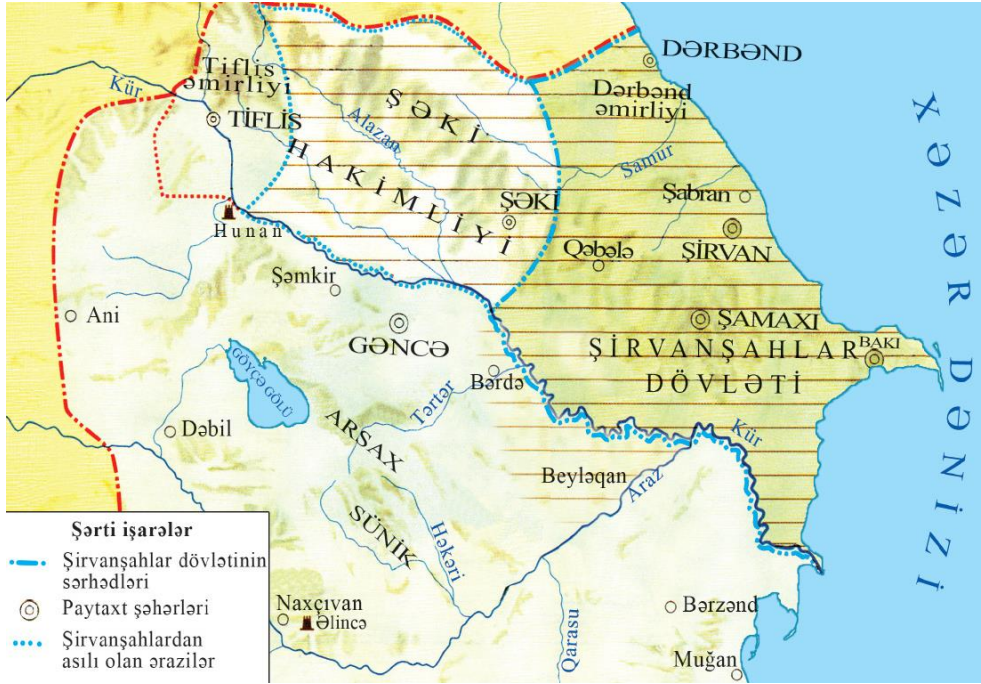 DƏRBƏND
Tiflis
əmirliyi
Kür
Dərbənd
əmirliyi
ŞƏKİ
TİFLİS
Alazan
HAKİMLİYİ
Samur
XƏZƏR DƏNİZİ
Şabran
ŞƏKİ
Hunan
ŞİRVAN
Qəbələ
Şəmkir
Ani
ŞAMAXI
GƏNCƏ
ŞİRVANŞAHLAR
DÖVLƏTİ
BAKI
GÖYÇƏ GÖLÜ
Bərdə
Tərtər
ARSAX
Dəbil
Kür
Beyləqan
Araz
SÜNİK
Həkəri
Şərti işarələr
Şirvanşahlar dövlətinin
sərhədləri
Paytaxt şəhərləri
Şirvanşahlardan
asılı olan ərazilər
Naxçıvan
Əlincə
Qarasu
Bərzənd
Muğan